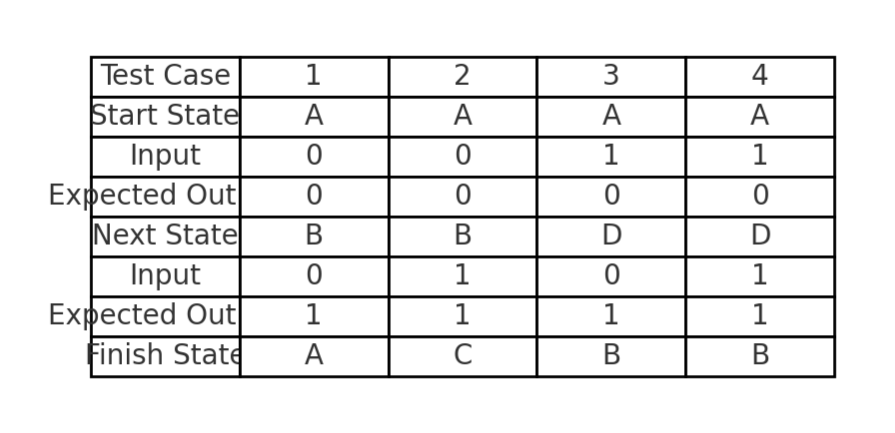 Test Case 1 2 3 4
Start State A A A A
Input 0 0 1 1
Expected Out 0 0 0 0
Next State B B D D
Input 0 1 0 1
Expected Out 1 1 1 1
Finish State A C B B